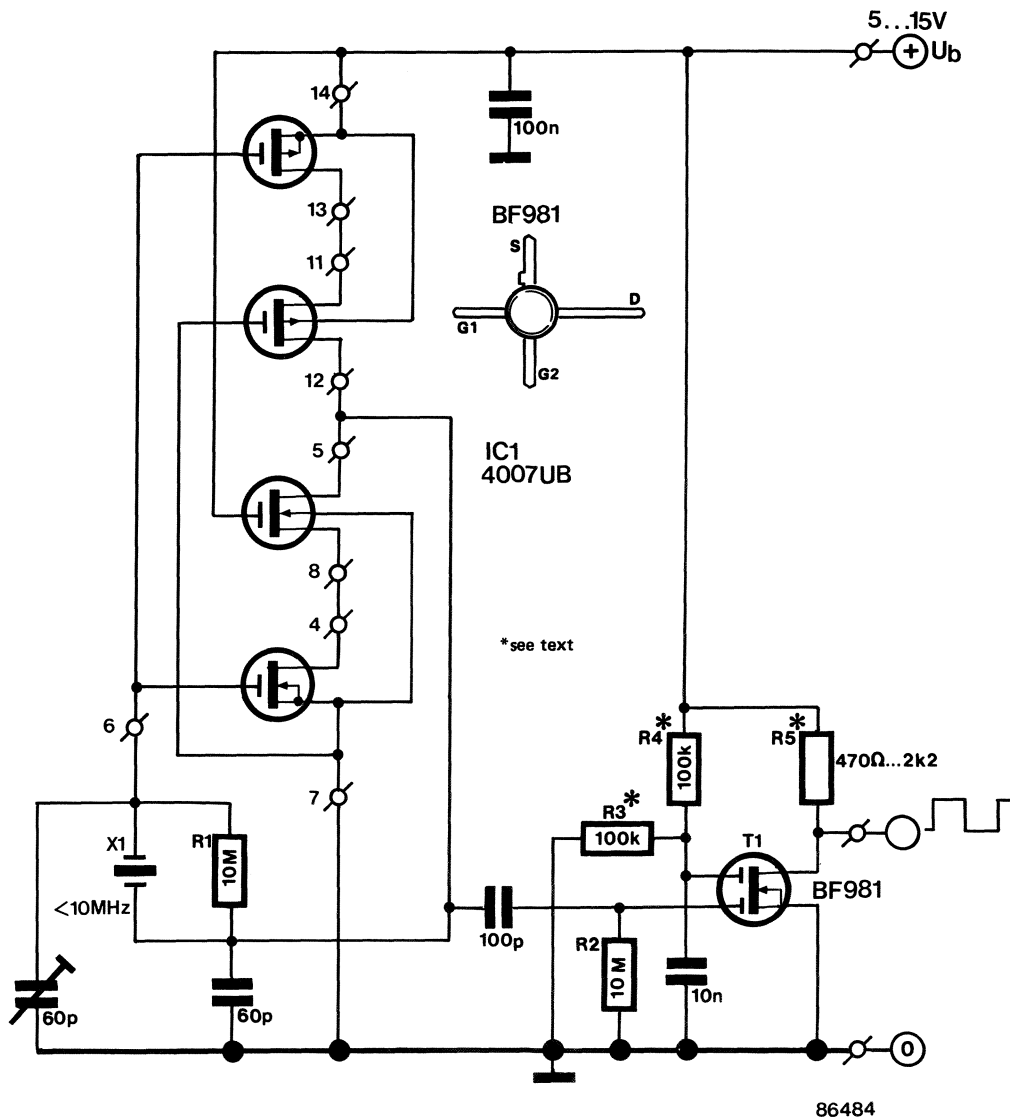 5...15V
+ Ub
14
100n
13
BF981
S
11
D
G1
G2
12
5
IC1
4007UB
8
4
*see text
6
R4 *
R5 *
100k
470Ω...2k2
7
R3 *
X1
R1
10M
100k
T1
BF981
<10MHz
100p
R2
10M
10n
60p
60p
0
86484